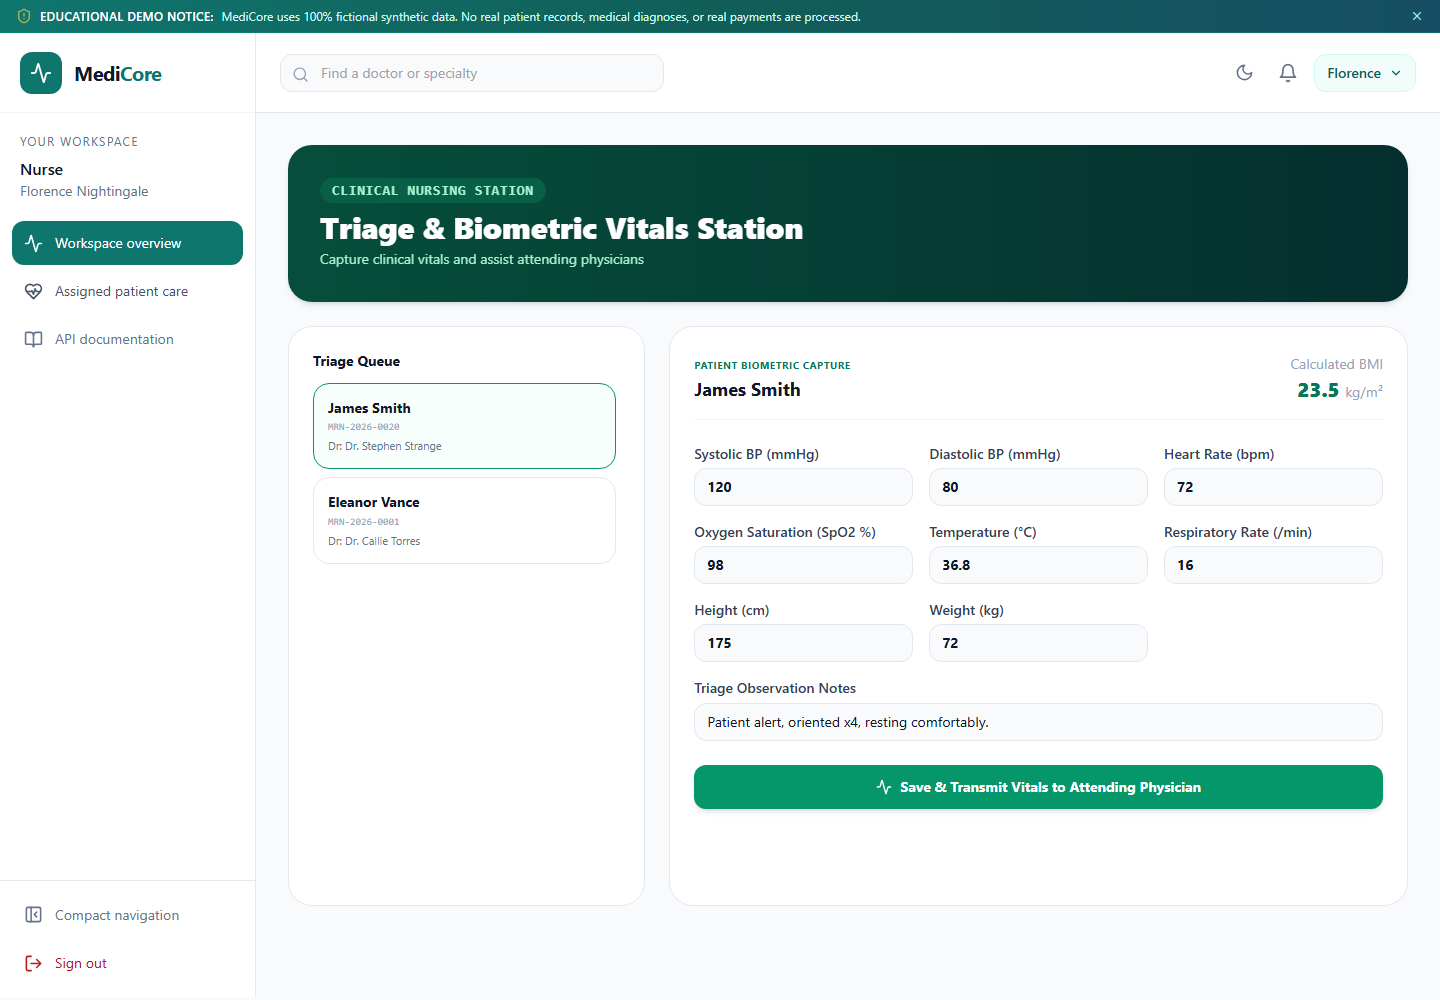 EDUCATIONAL DEMO NOTICE: MediCore uses 100% fictional synthetic data. No real patient records, medical diagnoses, or real payments are processed.
MediCore
Find a doctor or specialty
Florence
YOUR WORKSPACE
Nurse
Florence Nightingale
Workspace overview
Assigned patient care
API documentation
Compact navigation
Sign out
CLINICAL NURSING STATION
Triage & Biometric Vitals Station
Capture clinical vitals and assist attending physicians
Triage Queue
James Smith
MRN-2026-0020
Dr: Dr. Stephen Strange
Eleanor Vance
MRN-2026-0001
Dr: Dr. Callie Torres
PATIENT BIOMETRIC CAPTURE
James Smith
Calculated BMI
23.5 kg/m²
Systolic BP (mmHg)
120
Diastolic BP (mmHg)
80
Heart Rate (bpm)
72
Oxygen Saturation (SpO2 %)
98
Temperature (°C)
36.8
Respiratory Rate (/min)
16
Height (cm)
175
Weight (kg)
72
Triage Observation Notes
Patient alert, oriented x4, resting comfortably.
Save & Transmit Vitals to Attending Physician